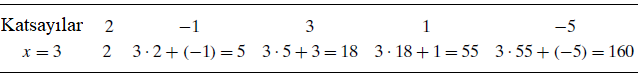 Katsayılar 2 −1 3 1 −5
x = 3 2 3 · 2 + (−1) = 5 3 · 5 + 3 = 18 3 · 18 + 1 = 55 3 · 55 + (−5) = 160